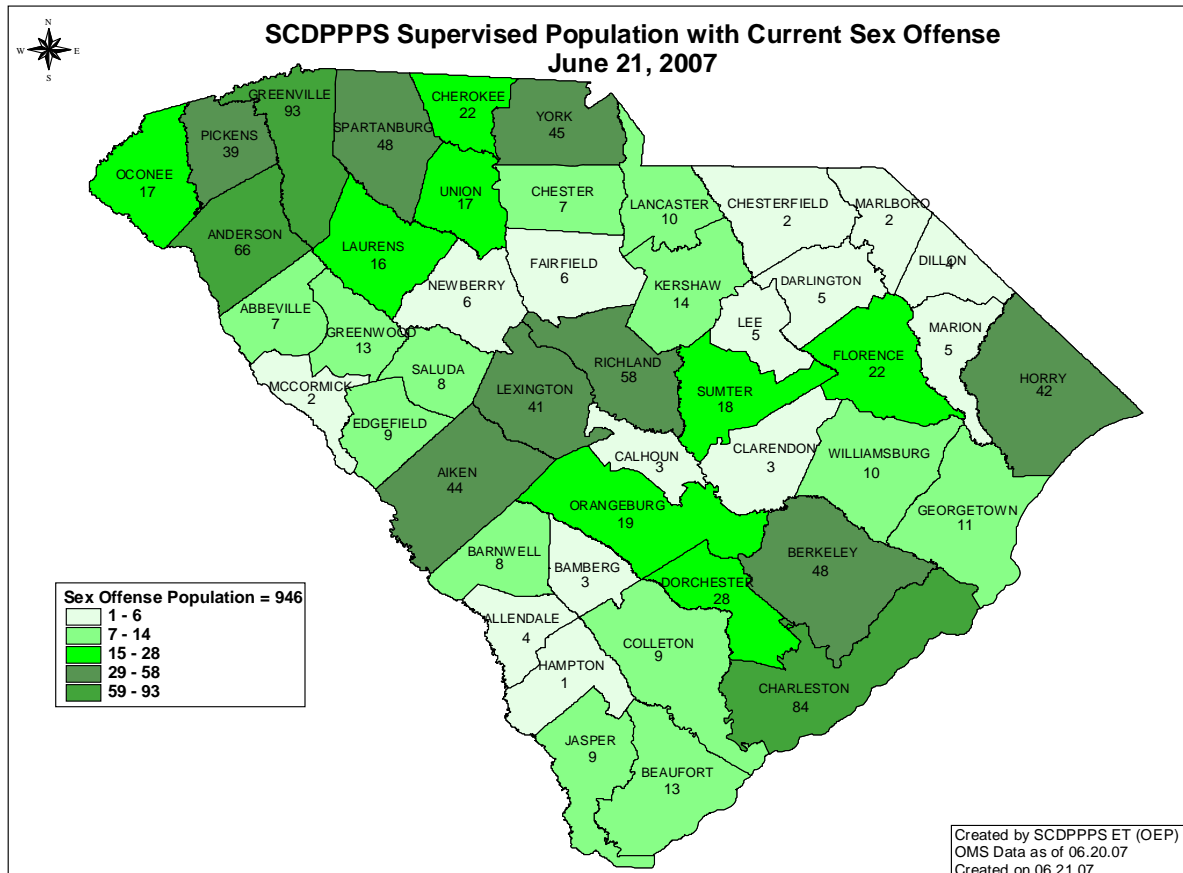 N
W E
S
SCDPPPS Supervised Population with Current Sex Offense
June 21, 2007
GREENVILLE
93
CHEROKEE
22
YORK
45
PICKENS
39
SPARTANBURG
48
OCONEE
17
UNION
17
CHESTER
7
LANCASTER
10
CHESTERFIELD
2
MARLBORO
2
ANDERSON
66
LAURENS
16
FAIRFIELD
6
DILLON
4
NEWBERRY
6
KERSHAW
14
DARLINGTON
5
ABBEVILLE
7
GREENWOOD
13
LEE
5
MARION
5
FLORENCE
22
RICHLAND
58
SALUDA
8
HORRY
42
MCCORMICK
2
LEXINGTON
41
SUMTER
18
EDGEFIELD
9
CALHOUN
3
CLARENDON
3
WILLIAMSBURG
10
AIKEN
44
ORANGEBURG
19
GEORGETOWN
11
BARNWELL
8
BAMBERG
3
BERKELEY
48
DORCHESTER
28
ALLENDALE
4
COLLETON
9
HAMPTON
1
CHARLESTON
84
JASPER
9
BEAUFORT
13
Sex Offense Population = 946
1 - 6
7 - 14
15 - 28
29 - 58
59 - 93
Created by SCDPPPS ET (OEP)
OMS Data as of 06.20.07
Created on 06.21.07